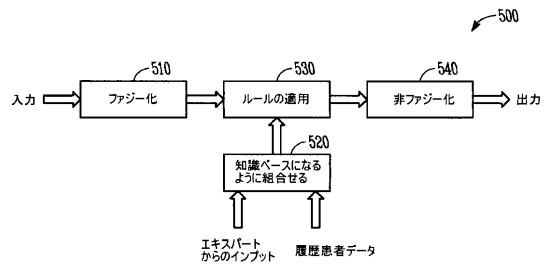 500
510
530
540
入力
ファジー化
ルールの適用
非ファジー化
出力
520
知識ベースになる
ように組合せる
エキスパート
からのインプット
履歴患者データ